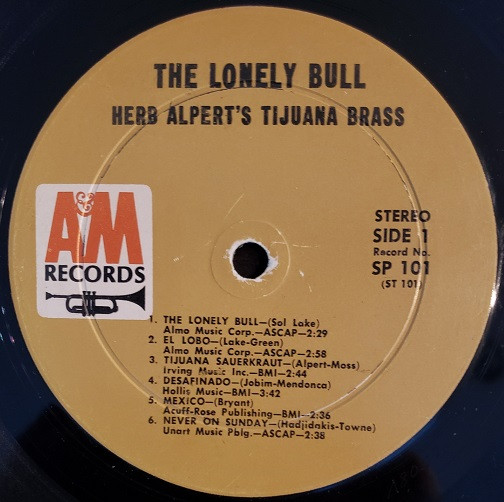 THE LONELY BULL
HERB ALPERT'S TIJUANA BRASS
A&M
RECORDS
STEREO
SIDE 1
Record No.
SP 101
(ST 101)
1. THE LONELY BULL—(Sol Lake)
Almo Music Corp.—ASCAP—2:29
2. EL LOBO—(Lake-Green)
Almo Music Corp.—ASCAP—2:58
3. TIJUANA SAUERKRAUT—(Alpert-Moss)
Irving Music Inc.—BMI—2:44
4. DESAFINADO—(Jobim-Mendonca)
Hollis Music—BMI—3:42
5. MEXICO—(Bryant)
Acuff-Rose Publishing—BMI—2:36
6. NEVER ON SUNDAY—(Hadjidakis-Towne)
Unart Music Pblg.—ASCAP—2:38